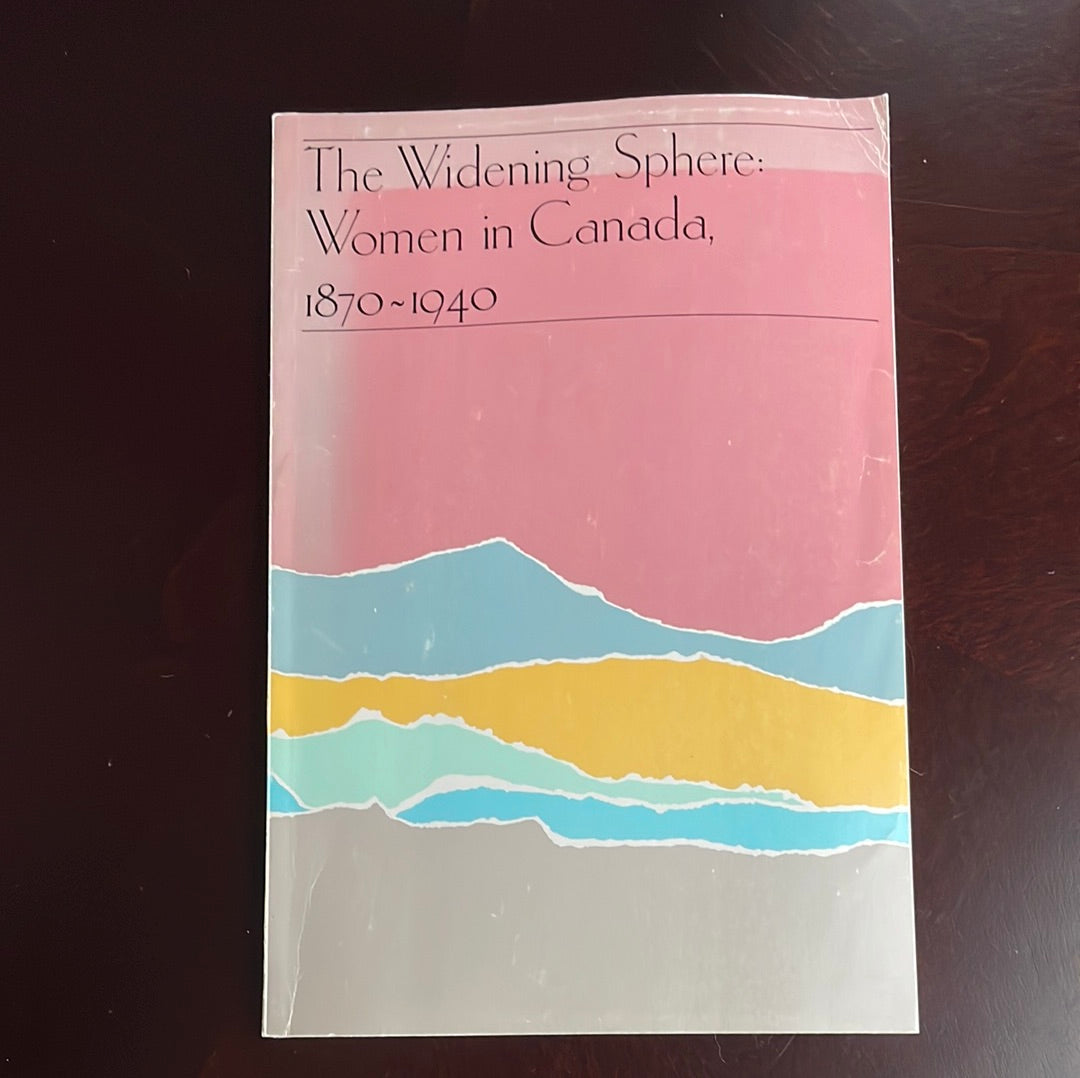 The Widening Sphere:
Women in Canada,
1870~1940